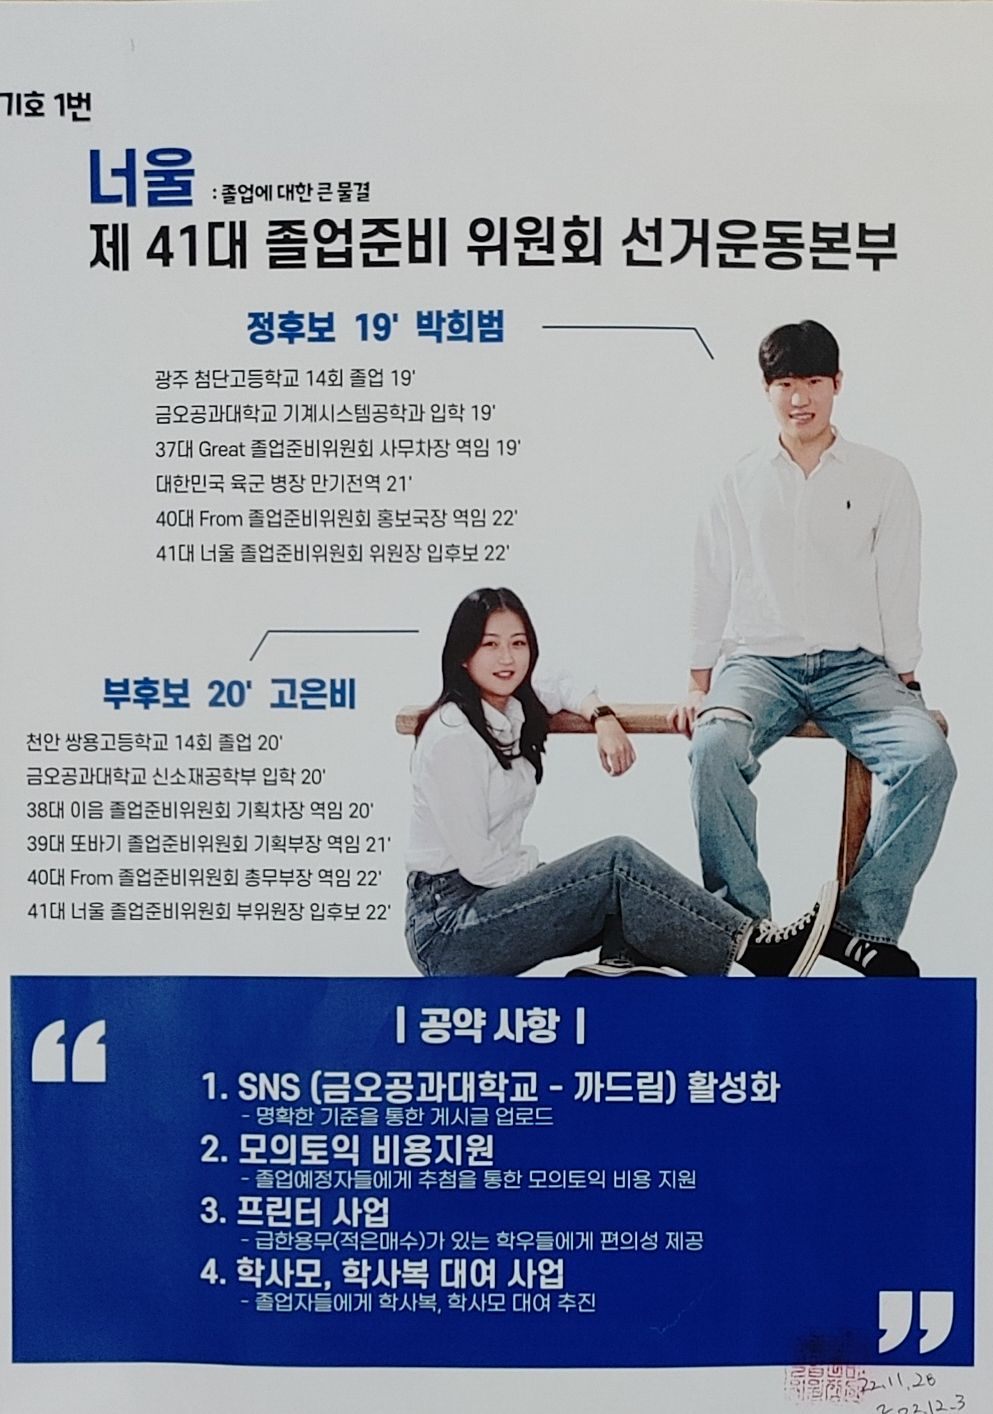 기호 1번
너울 : 졸업에 대한 큰 물결
제 41대 졸업준비 위원회 선거운동본부
정후보 19' 박희범
광주 첨단고등학교 14회 졸업 19'
금오공과대학교 기계시스템공학과 입학 19'
37대 Great 졸업준비위원회 사무차장 역임 19'
대한민국 육군 병장 만기전역 21'
40대 From 졸업준비위원회 홍보국장 역임 22'
41대 너울 졸업준비위원회 위원장 입후보 22'
부후보 20' 고은비
천안 쌍용고등학교 14회 졸업 20'
금오공과대학교 신소재공학부 입학 20'
38대 이음 졸업준비위원회 기획차장 역임 20'
39대 또바기 졸업준비위원회 기획부장 역임 21'
40대 From 졸업준비위원회 총무부장 역임 22'
41대 너울 졸업준비위원회 부위원장 입후보 22'
“
| 공약 사항 |
1. SNS (금오공과대학교 - 까드림) 활성화
- 명확한 기준을 통한 게시글 업로드
2. 모의토익 비용지원
- 졸업예정자들에게 추첨을 통한 모의토익 비용 지원
3. 프린터 사업
- 급한용무(적은매수)가 있는 학우들에게 편의성 제공
4. 학사모, 학사복 대여 사업
- 졸업자들에게 학사복, 학사모 대여 추진
”
22.11.28